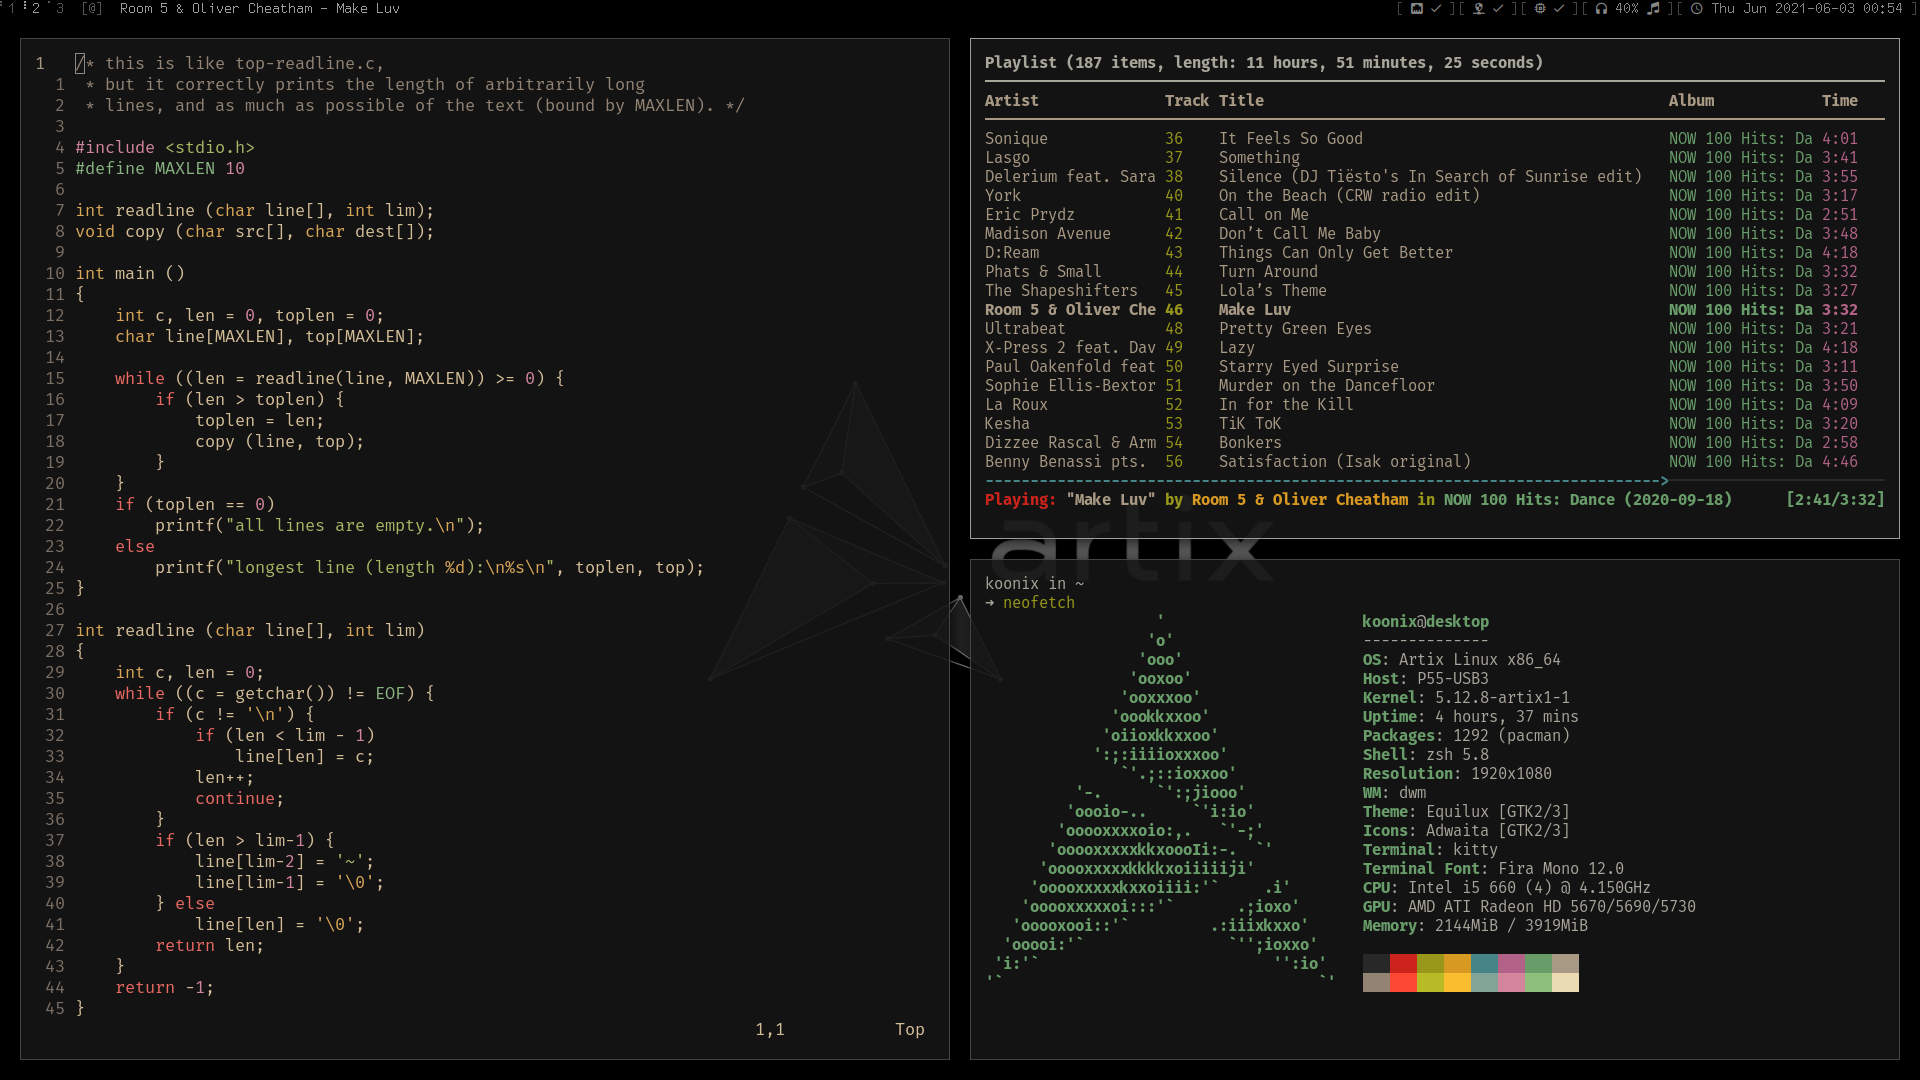 1 2 3 [@] Room 5 & Oliver Cheatham - Make Luv
[ ✓ ][ ✓ ][ ✓ ][ 40% ][ Thu Jun 2021-06-03 00:54 ]
1 /* this is like top-readline.c,
1 * but it correctly prints the length of arbitrarily long
2 * lines, and as much as possible of the text (bound by MAXLEN). */
3
4 #include <stdio.h>
5 #define MAXLEN 10
6
7 int readline (char line[], int lim);
8 void copy (char src[], char dest[]);
9
10 int main ()
11 {
12 int c, len = 0, toplen = 0;
13 char line[MAXLEN], top[MAXLEN];
14
15 while ((len = readline(line, MAXLEN)) >= 0) {
16 if (len > toplen) {
17 toplen = len;
18 copy (line, top);
19 }
20 }
21 if (toplen == 0)
22 printf("all lines are empty.\n");
23 else
24 printf("longest line (length %d):\n%s\n", toplen, top);
25 }
26
27 int readline (char line[], int lim)
28 {
29 int c, len = 0;
30 while ((c = getchar()) != EOF) {
31 if (c != '\n') {
32 if (len < lim - 1)
33 line[len] = c;
34 len++;
35 continue;
36 }
37 if (len > lim-1) {
38 line[lim-2] = '~';
39 line[lim-1] = '\0';
40 } else
41 line[len] = '\0';
42 return len;
43 }
44 return -1;
45 }
1,1 Top
Playlist (187 items, length: 11 hours, 51 minutes, 25 seconds)
Artist Track Title Album Time
Sonique 36 It Feels So Good NOW 100 Hits: Da 4:01
Lasgo 37 Something NOW 100 Hits: Da 3:41
Delerium feat. Sara 38 Silence (DJ Tiësto's In Search of Sunrise edit) NOW 100 Hits: Da 3:55
York 40 On the Beach (CRW radio edit) NOW 100 Hits: Da 3:17
Eric Prydz 41 Call on Me NOW 100 Hits: Da 2:51
Madison Avenue 42 Don’t Call Me Baby NOW 100 Hits: Da 3:48
D:Ream 43 Things Can Only Get Better NOW 100 Hits: Da 4:18
Phats & Small 44 Turn Around NOW 100 Hits: Da 3:32
The Shapeshifters 45 Lola’s Theme NOW 100 Hits: Da 3:27
Room 5 & Oliver Che 46 Make Luv NOW 100 Hits: Da 3:32
Ultrabeat 48 Pretty Green Eyes NOW 100 Hits: Da 3:21
X-Press 2 feat. Dav 49 Lazy NOW 100 Hits: Da 4:18
Paul Oakenfold feat 50 Starry Eyed Surprise NOW 100 Hits: Da 3:11
Sophie Ellis-Bextor 51 Murder on the Dancefloor NOW 100 Hits: Da 3:50
La Roux 52 In for the Kill NOW 100 Hits: Da 4:09
Kesha 53 TiK ToK NOW 100 Hits: Da 3:20
Dizzee Rascal & Arm 54 Bonkers NOW 100 Hits: Da 2:58
Benny Benassi pts. 56 Satisfaction (Isak original) NOW 100 Hits: Da 4:46
Playing: "Make Luv" by Room 5 & Oliver Cheatham in NOW 100 Hits: Dance (2020-09-18) [2:41/3:32]
artix
koonix in ~
➜ neofetch
'
'o'
'ooo'
'ooxoo'
'ooxxxoo'
'oookkxxoo'
'oiioxkkxxoo'
':;:iiiioxxxoo'
`'.;::ioxxoo'
'-. `':;jiooo'
'oooio-.. `'i:io'
'ooooxxxxoio:,. `'-;'
'ooooxxxxxkkxoooIi:-. `'
'ooooxxxxxkkkkxoiiiiiji'
'ooooxxxxxkxxoiiii:'` .i'
'ooooxxxxxoi:::'` .;ioxo'
'ooooxooi::'` .:iiixkxxo'
'ooooi:'` `'';ioxxo'
'i:'` '':io'
'` `'
koonix@desktop
--------------
OS: Artix Linux x86_64
Host: P55-USB3
Kernel: 5.12.8-artix1-1
Uptime: 4 hours, 37 mins
Packages: 1292 (pacman)
Shell: zsh 5.8
Resolution: 1920x1080
WM: dwm
Theme: Equilux [GTK2/3]
Icons: Adwaita [GTK2/3]
Terminal: kitty
Terminal Font: Fira Mono 12.0
CPU: Intel i5 660 (4) @ 4.150GHz
GPU: AMD ATI Radeon HD 5670/5690/5730
Memory: 2144MiB / 3919MiB